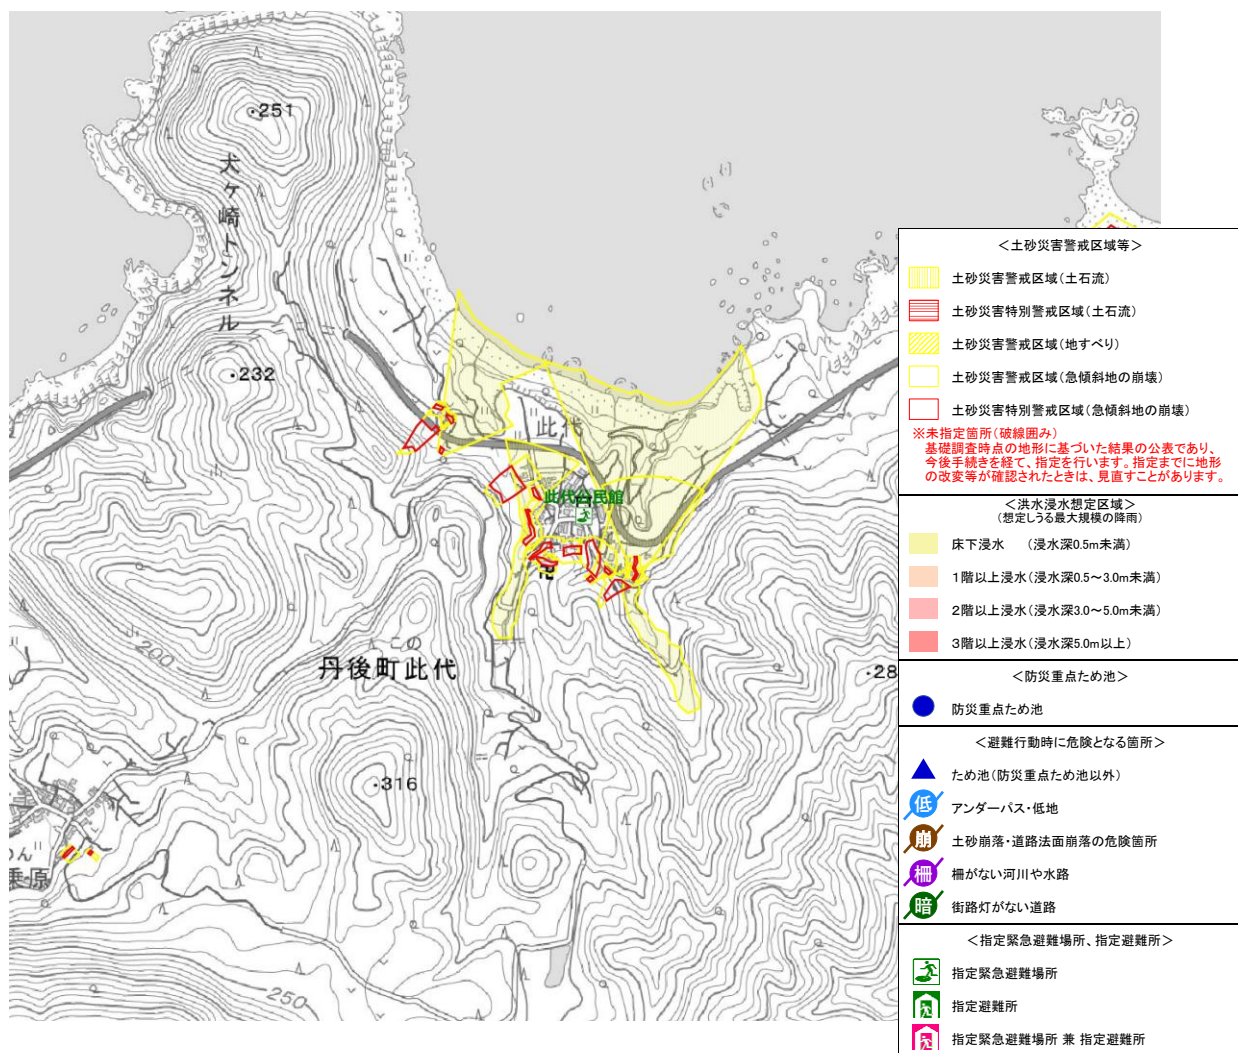 251
犬ヶ崎トンネル
10
232
此代
此代公民館
200
この
丹後町此代
28
316
のん
乗原
250
＜土砂災害警戒区域等＞
土砂災害警戒区域(土石流)
土砂災害特別警戒区域(土石流)
土砂災害警戒区域(地すべり)
土砂災害警戒区域(急傾斜地の崩壊)
土砂災害特別警戒区域(急傾斜地の崩壊)
※未指定箇所(破線囲み)
基礎調査時点の地形に基づいた結果の公表であり、
今後手続きを経て、指定を行います。指定までに地形
の改変等が確認されたときは、見直すことがあります。
＜洪水浸水想定区域＞
(想定しうる最大規模の降雨)
床下浸水 (浸水深0.5m未満)
1階以上浸水(浸水深0.5～3.0m未満)
2階以上浸水(浸水深3.0～5.0m未満)
3階以上浸水(浸水深5.0m以上)
＜防災重点ため池＞
防災重点ため池
＜避難行動時に危険となる箇所＞
ため池(防災重点ため池以外)
低 アンダーパス・低地
崩 土砂崩落・道路法面崩落の危険箇所
柵 柵がない河川や水路
暗 街路灯がない道路
＜指定緊急避難場所、指定避難所＞
指定緊急避難場所
指定避難所
指定緊急避難場所 兼 指定避難所